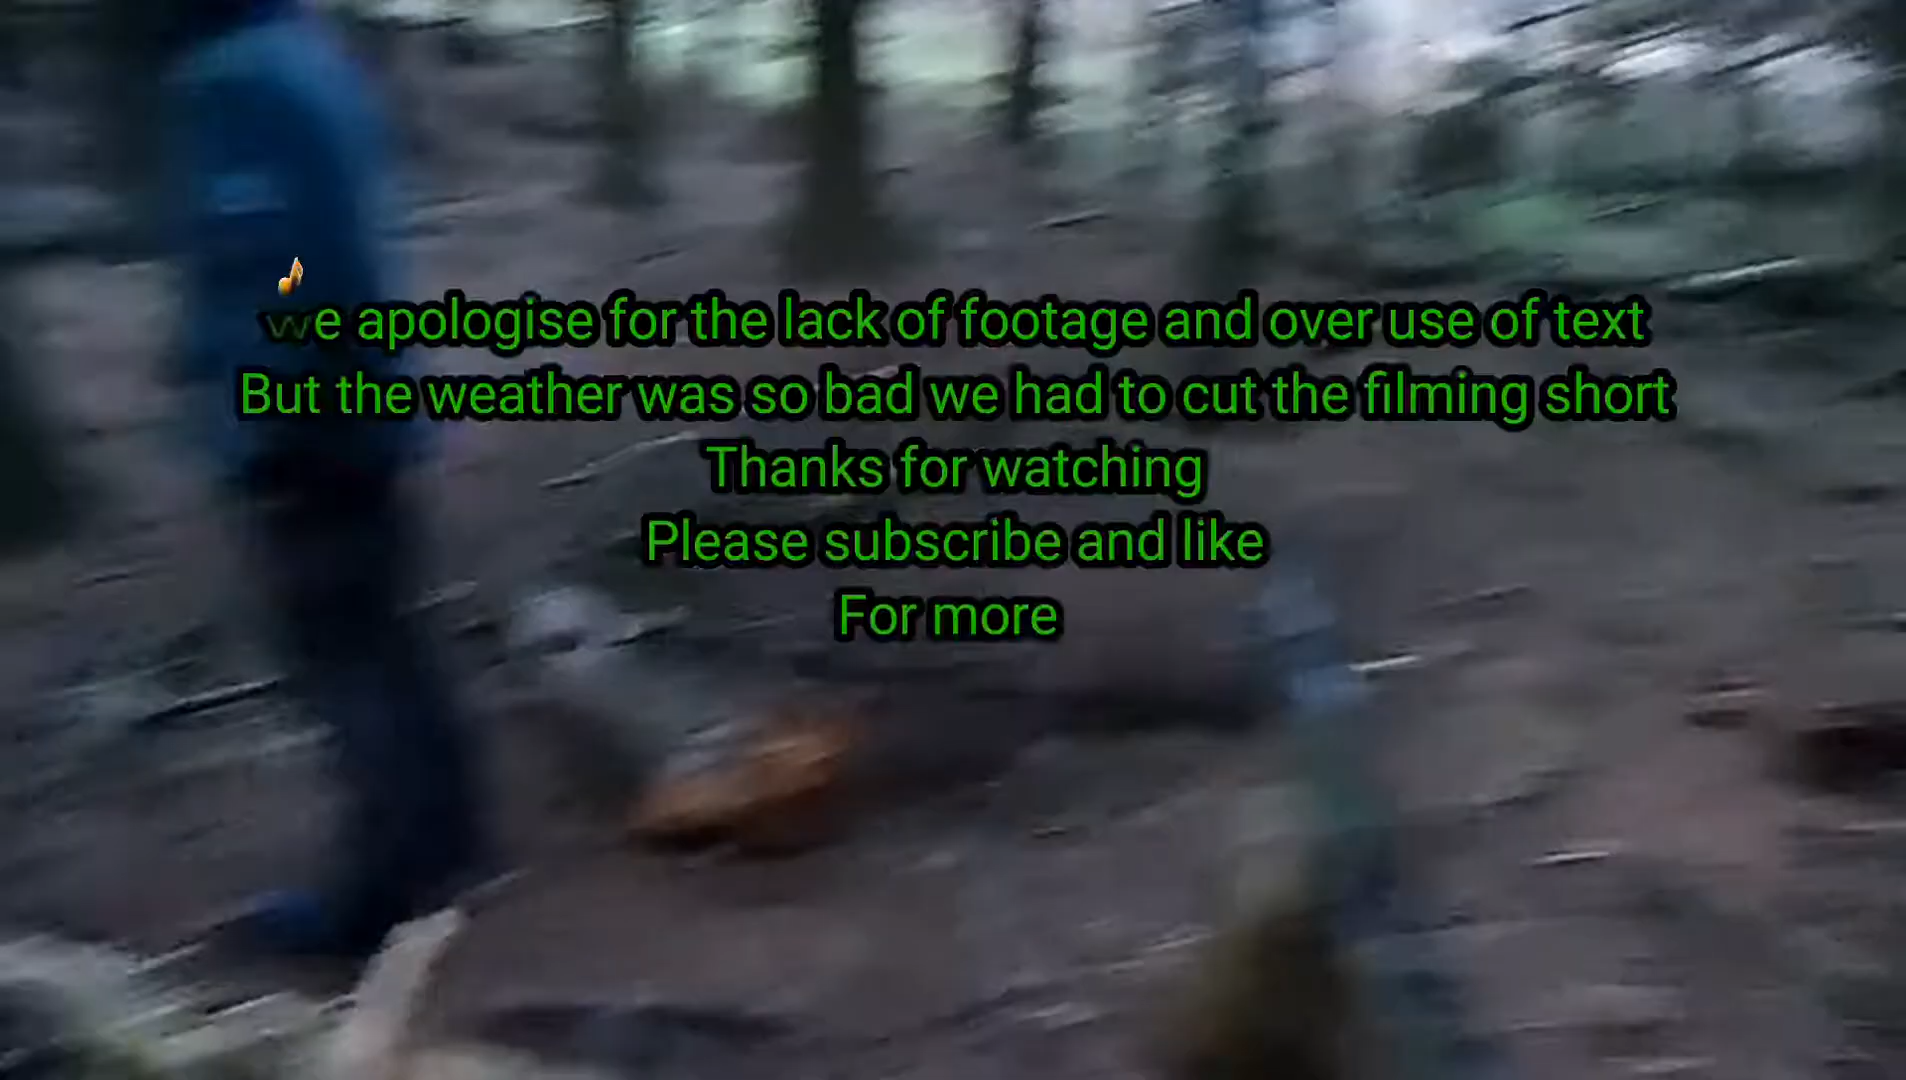 we apologise for the lack of footage and over use of text
But the weather was so bad we had to cut the filming short
Thanks for watching
Please subscribe and like
For more